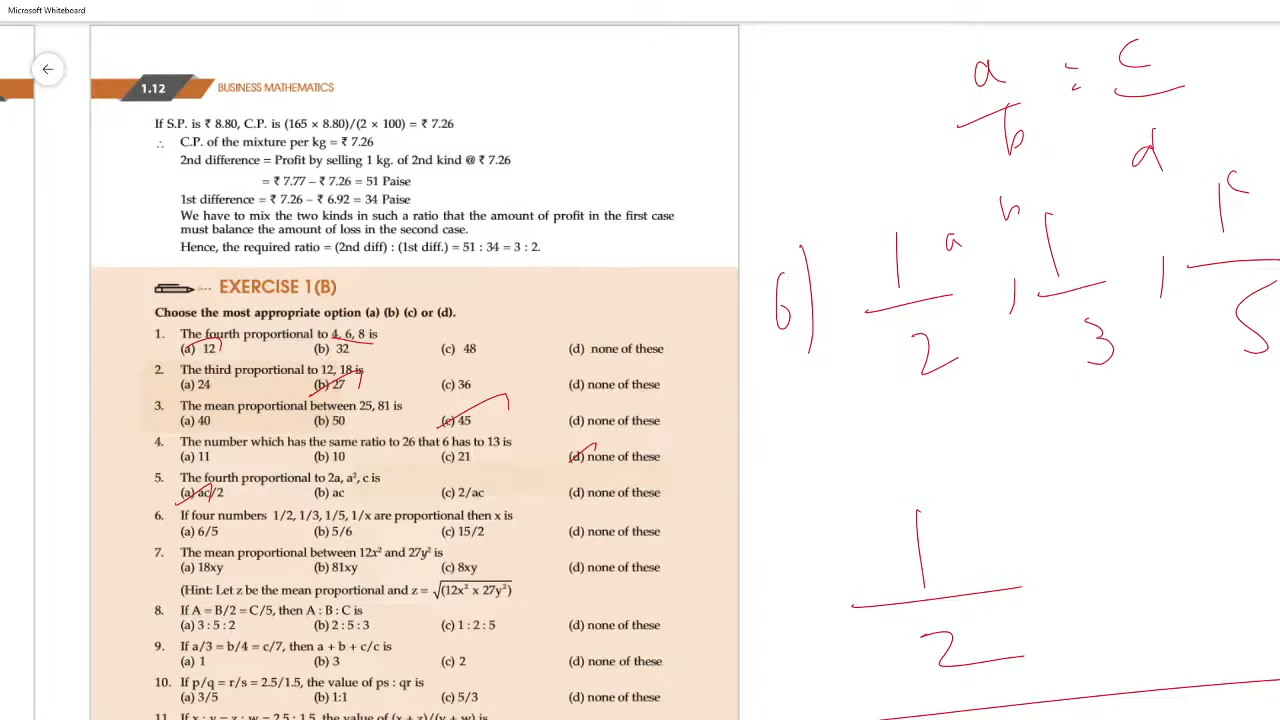 Microsoft Whiteboard
1.12 BUSINESS MATHEMATICS
If S.P. is ₹ 8.80, C.P. is (165 × 8.80)/(2 × 100) = ₹ 7.26
∴ C.P. of the mixture per kg = ₹ 7.26
2nd difference = Profit by selling 1 kg. of 2nd kind @ ₹ 7.26
= ₹ 7.77 – ₹ 7.26 = 51 Paise
1st difference = ₹ 7.26 – ₹ 6.92 = 34 Paise
We have to mix the two kinds in such a ratio that the amount of profit in the first case
must balance the amount of loss in the second case.
Hence, the required ratio = (2nd diff) : (1st diff.) = 51 : 34 = 3 : 2.
EXERCISE 1(B)
Choose the most appropriate option (a) (b) (c) or (d).
1. The fourth proportional to 4, 6, 8 is
(a) 12 (b) 32 (c) 48 (d) none of these
2. The third proportional to 12, 18 is
(a) 24 (b) 27 (c) 36 (d) none of these
3. The mean proportional between 25, 81 is
(a) 40 (b) 50 (c) 45 (d) none of these
4. The number which has the same ratio to 26 that 6 has to 13 is
(a) 11 (b) 10 (c) 21 (d) none of these
5. The fourth proportional to 2a, a², c is
(a) ac/2 (b) ac (c) 2/ac (d) none of these
6. If four numbers 1/2, 1/3, 1/5, 1/x are proportional then x is
(a) 6/5 (b) 5/6 (c) 15/2 (d) none of these
7. The mean proportional between 12x² and 27y² is
(a) 18xy (b) 81xy (c) 8xy (d) none of these
(Hint: Let z be the mean proportional and z = √(12x² x 27y²)
8. If A = B/2 = C/5, then A : B : C is
(a) 3 : 5 : 2 (b) 2 : 5 : 3 (c) 1 : 2 : 5 (d) none of these
9. If a/3 = b/4 = c/7, then a + b + c/c is
(a) 1 (b) 3 (c) 2 (d) none of these
10. If p/q = r/s = 2.5/1.5, the value of ps : qr is
(a) 3/5 (b) 1:1 (c) 5/3 (d) none of these
11. If x : y = z : w = 2.5 : 1.5, the value of (x + z)/(y + w) is
a : c
b d
a b c
6) 1 , 1 , 1
2 3 5
1
2